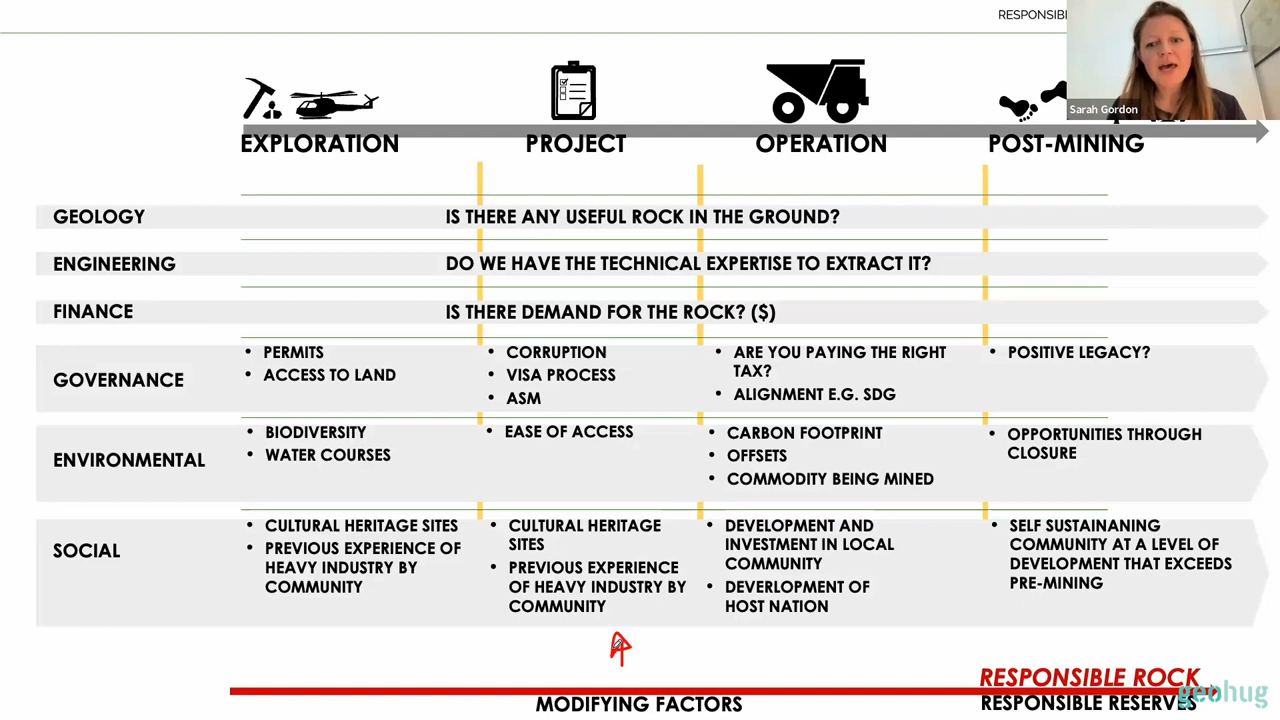 RESPONSIB
Sarah Gordon
EXPLORATION
PROJECT
OPERATION
POST-MINING
GEOLOGY
IS THERE ANY USEFUL ROCK IN THE GROUND?
ENGINEERING
DO WE HAVE THE TECHNICAL EXPERTISE TO EXTRACT IT?
FINANCE
IS THERE DEMAND FOR THE ROCK? ($)
GOVERNANCE
• PERMITS
• ACCESS TO LAND
• CORRUPTION
• VISA PROCESS
• ASM
• ARE YOU PAYING THE RIGHT
TAX?
• ALIGNMENT E.G. SDG
• POSITIVE LEGACY?
ENVIRONMENTAL
• BIODIVERSITY
• WATER COURSES
• EASE OF ACCESS
• CARBON FOOTPRINT
• OFFSETS
• COMMODITY BEING MINED
• OPPORTUNITIES THROUGH
CLOSURE
SOCIAL
• CULTURAL HERITAGE SITES
• PREVIOUS EXPERIENCE OF
HEAVY INDUSTRY BY
COMMUNITY
• CULTURAL HERITAGE
SITES
• PREVIOUS EXPERIENCE
OF HEAVY INDUSTRY BY
COMMUNITY
• DEVELOPMENT AND
INVESTMENT IN LOCAL
COMMUNITY
• DEVERLOPMENT OF
HOST NATION
• SELF SUSTAINANING
COMMUNITY AT A LEVEL OF
DEVELOPMENT THAT EXCEEDS
PRE-MINING
RESPONSIBLE ROCK
MODIFYING FACTORS
RESPONSIBLE RESERVES
geohug